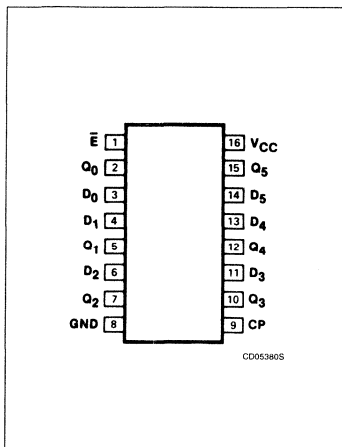 E̅ 1 16 VCC
Q0 2 15 Q5
D0 3 14 D5
D1 4 13 D4
Q1 5 12 Q4
D2 6 11 D3
Q2 7 10 Q3
GND 8 9 CP
CD05380S